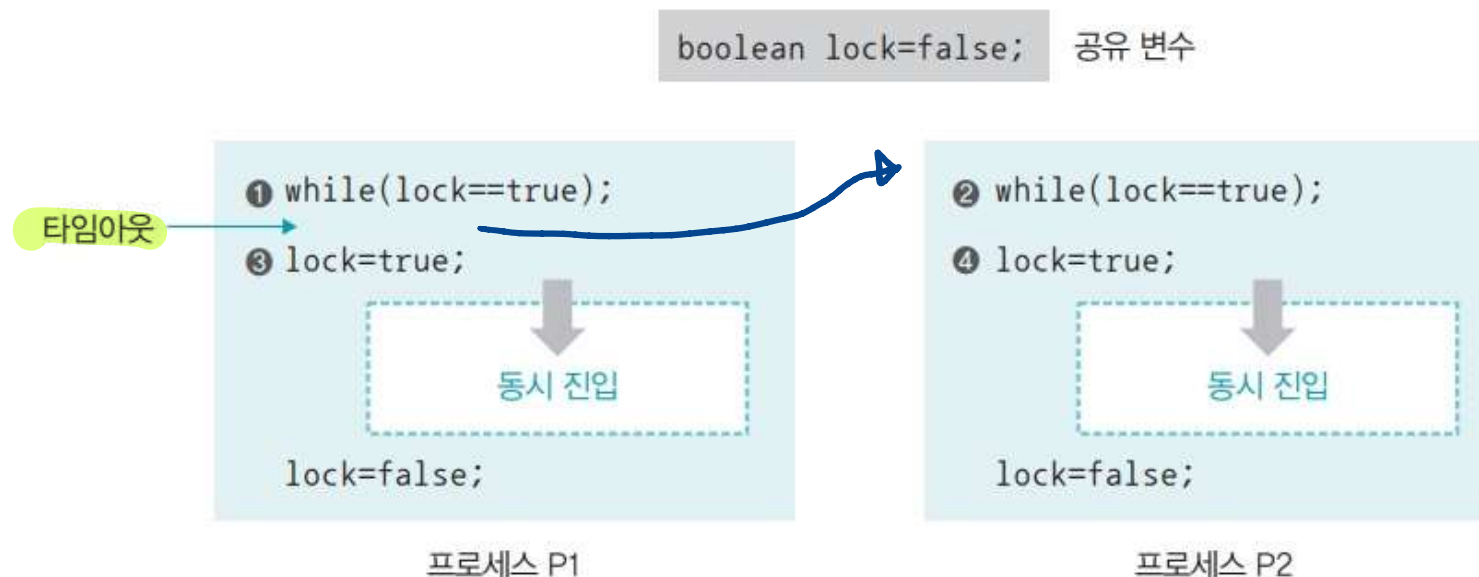 boolean lock=false; 공유 변수
타임아웃
❶ while(lock==true);
❸ lock=true;
동시 진입
lock=false;
프로세스 P1
❷ while(lock==true);
❹ lock=true;
동시 진입
lock=false;
프로세스 P2